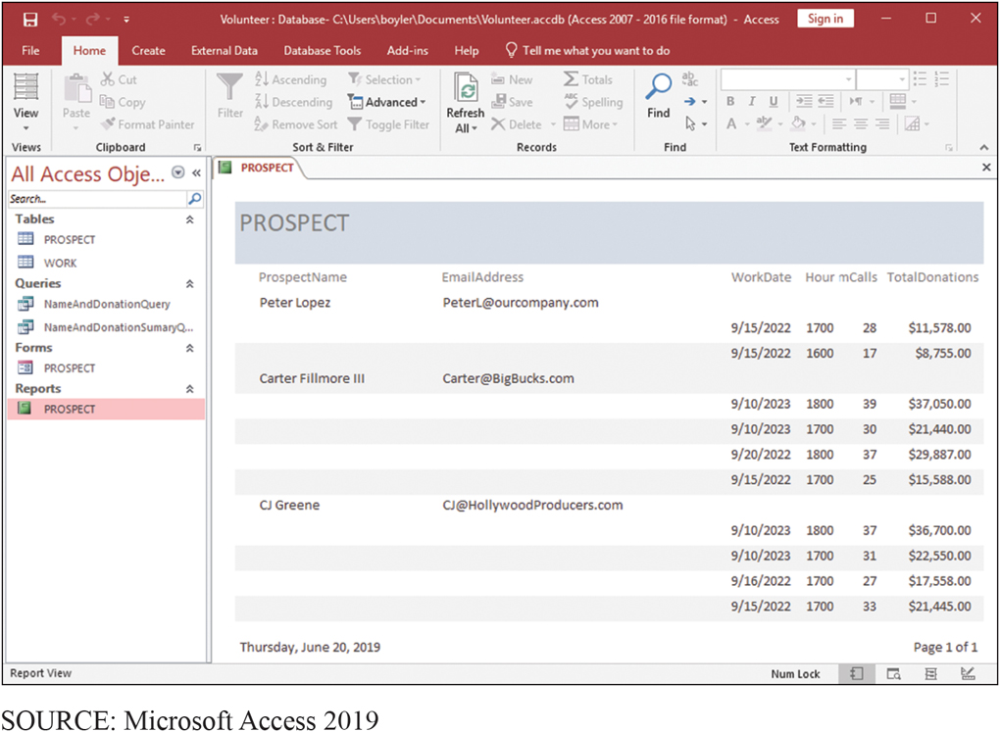 Volunteer : Database- C:\Users\boyler\Documents\Volunteer.accdb (Access 2007 - 2016 file format) - Access Sign in
File Home Create External Data Database Tools Add-ins Help Tell me what you want to do
View
Views
Paste
Cut
Copy
Format Painter
Clipboard
Filter
Ascending
Descending
Remove Sort
Selection
Advanced
Toggle Filter
Sort & Filter
Refresh
All
New
Save
Delete
Totals
Spelling
More
Records
Find
Find
B I U
A
Text Formatting
All Access Obje...
Search...
Tables
PROSPECT
WORK
Queries
NameAndDonationQuery
NameAndDonationSumaryQ...
Forms
PROSPECT
Reports
PROSPECT
PROSPECT
PROSPECT
ProspectName EmailAddress WorkDate Hour mCalls TotalDonations
Peter Lopez PeterL@ourcompany.com
9/15/2022 1700 28 $11,578.00
9/15/2022 1600 17 $8,755.00
Carter Fillmore III Carter@BigBucks.com
9/10/2023 1800 39 $37,050.00
9/10/2023 1700 30 $21,440.00
9/20/2022 1800 37 $29,887.00
9/15/2022 1700 25 $15,588.00
CJ Greene CJ@HollywoodProducers.com
9/10/2023 1800 37 $36,700.00
9/10/2023 1700 31 $22,550.00
9/16/2022 1700 27 $17,558.00
9/15/2022 1700 33 $21,445.00
Thursday, June 20, 2019 Page 1 of 1
Report View Num Lock
SOURCE: Microsoft Access 2019